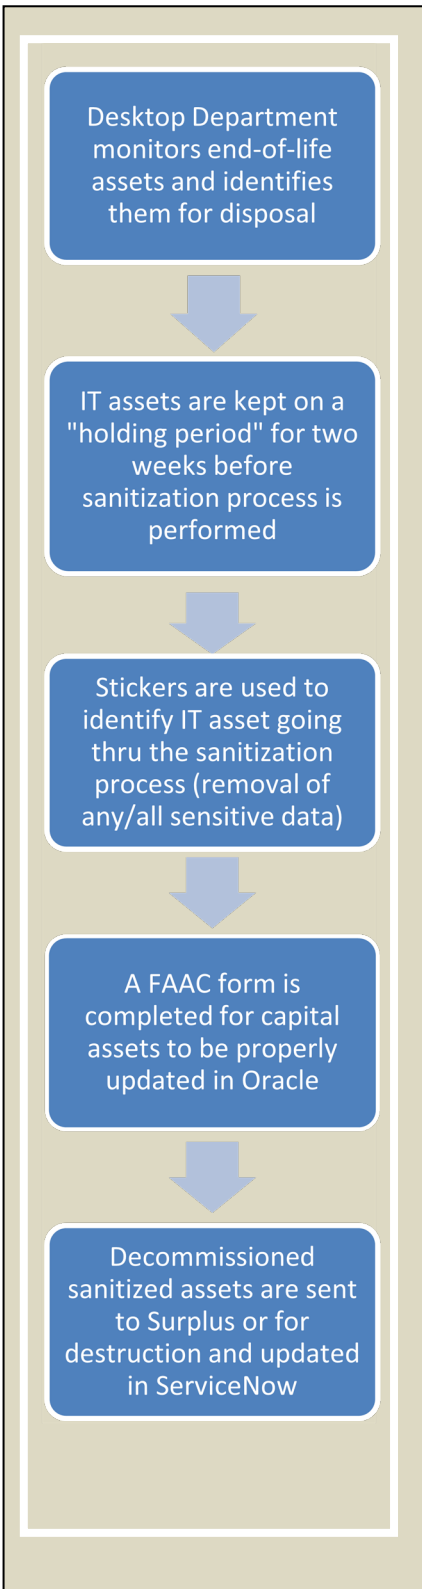 Desktop Department
monitors end-of-life
assets and identifies
them for disposal
IT assets are kept on a
"holding period" for two
weeks before
sanitization process is
performed
Stickers are used to
identify IT asset going
thru the sanitization
process (removal of
any/all sensitive data)
A FAAC form is
completed for capital
assets to be properly
updated in Oracle
Decommissioned
sanitized assets are sent
to Surplus or for
destruction and updated
in ServiceNow